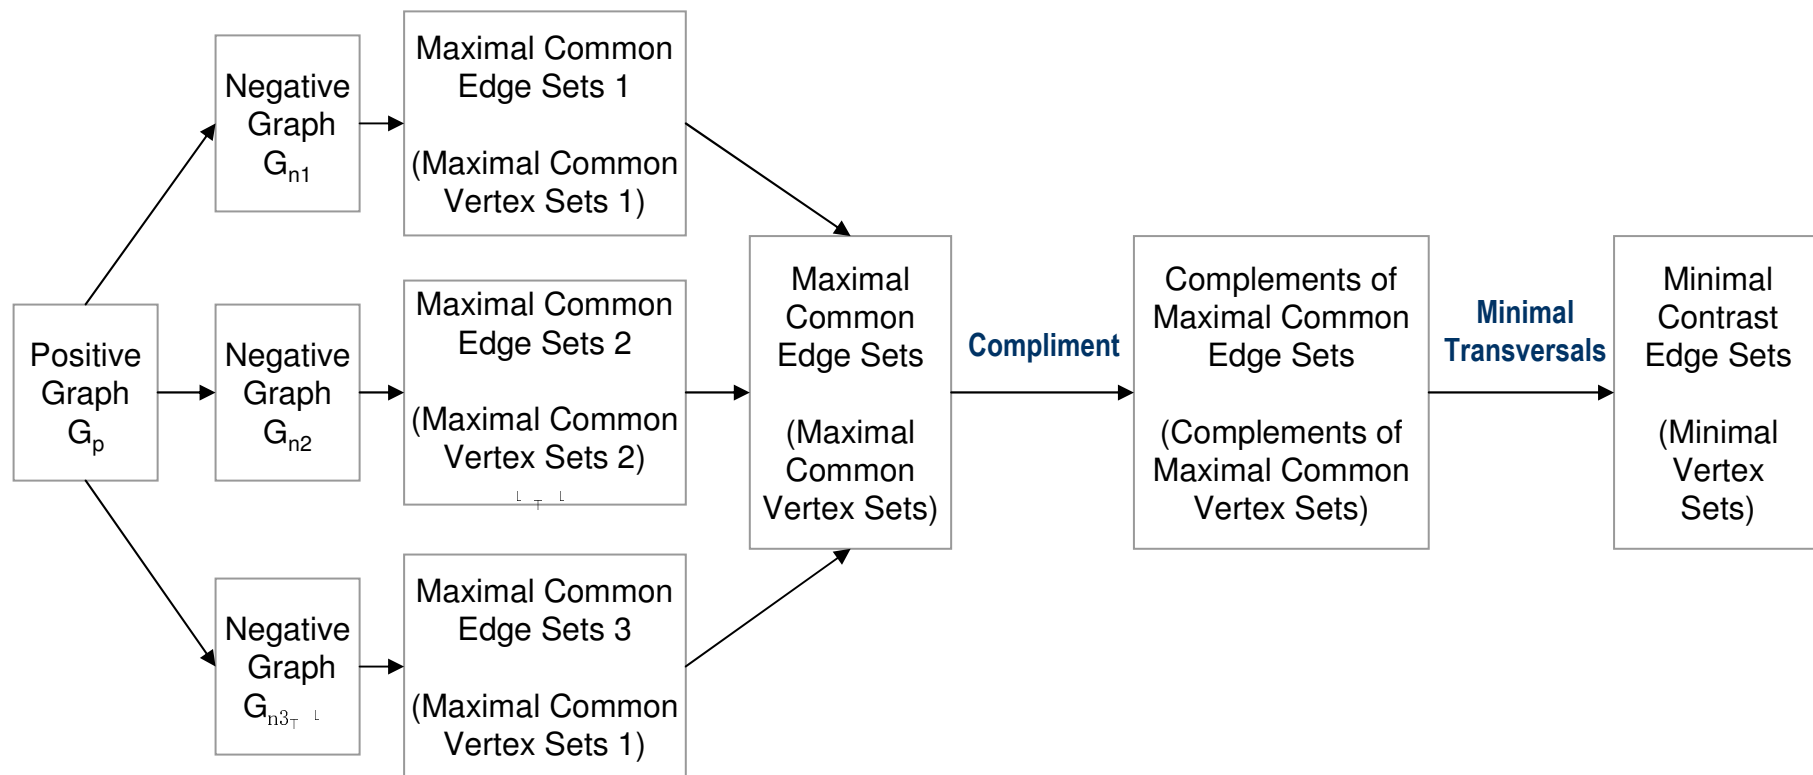 Positive
Graph
Gp
Negative
Graph
Gn1
Negative
Graph
Gn2
Negative
Graph
Gn3
Maximal Common
Edge Sets 1
(Maximal Common
Vertex Sets 1)
Maximal Common
Edge Sets 2
(Maximal Common
Vertex Sets 2)
Maximal Common
Edge Sets 3
(Maximal Common
Vertex Sets 1)
Maximal
Common
Edge Sets
(Maximal
Common
Vertex Sets)
Compliment
Complements of
Maximal Common
Edge Sets
(Complements of
Maximal Common
Vertex Sets)
Minimal
Transversals
Minimal
Contrast
Edge Sets
(Minimal
Vertex
Sets)